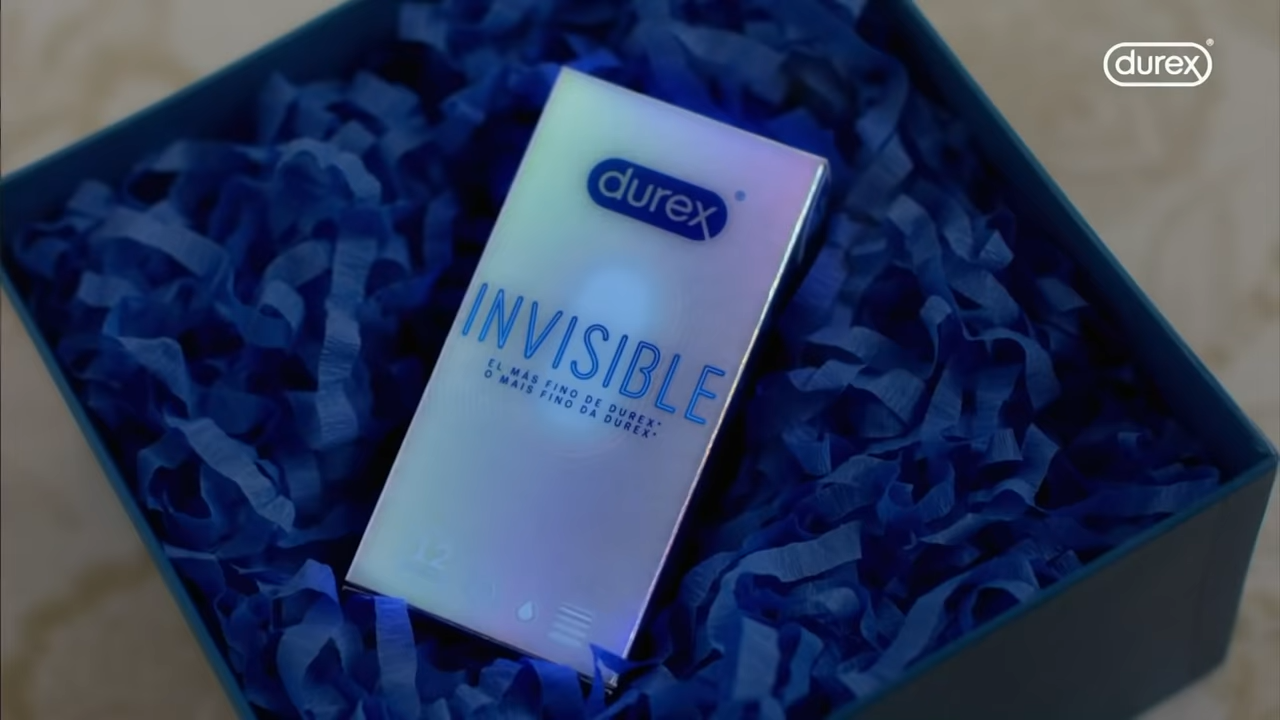 durex
durex
INVISIBLE
EL MÁS FINO DE DUREX*
O MAIS FINO DA DUREX*
12